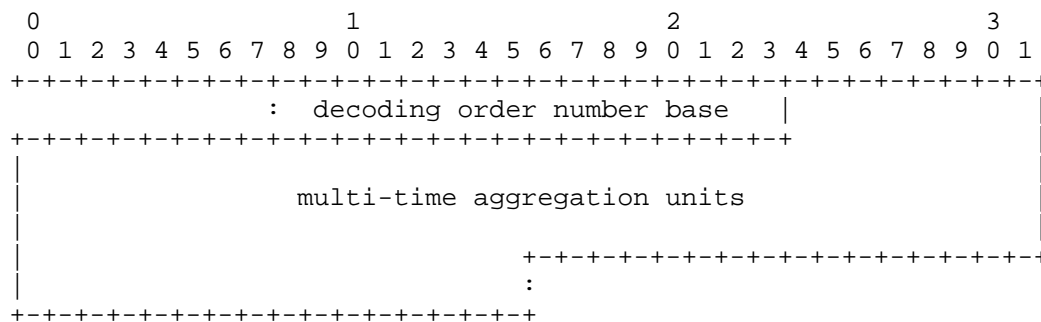 0                   1                   2                   3
0 1 2 3 4 5 6 7 8 9 0 1 2 3 4 5 6 7 8 9 0 1 2 3 4 5 6 7 8 9 0 1
+-+-+-+-+-+-+-+-+-+-+-+-+-+-+-+-+-+-+-+-+-+-+-+-+-+-+-+-+-+-+-+-+
                :  decoding order number base   |               |
+-+-+-+-+-+-+-+-+-+-+-+-+-+-+-+-+-+-+-+-+-+-+-+-+               |
|                                                               |
|                 multi-time aggregation units                  |
|                                                               |
|                               +-+-+-+-+-+-+-+-+-+-+-+-+-+-+-+-+
|                               :
+-+-+-+-+-+-+-+-+-+-+-+-+-+-+-+-+